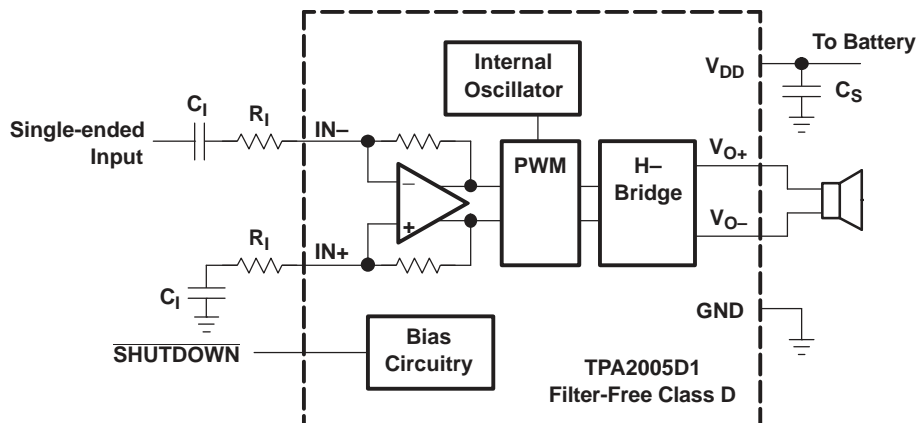 To Battery
Internal
Oscillator
V_DD
C_S
C_I
R_I
IN−
Single-ended
Input
PWM
H−
Bridge
V_O+
V_O−
−
+
R_I
IN+
C_I
GND
SHUTDOWN
Bias
Circuitry
TPA2005D1
Filter-Free Class D